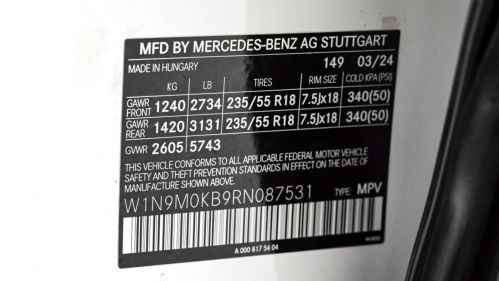 MFD BY MERCEDES-BENZ AG STUTTGART
MADE IN HUNGARY 149 03/24
KG LB TIRES RIM SIZE COLD KPA(PSI)
GAWR FRONT 1240 2734 235/55 R18 7.5Jx18 340(50)
GAWR REAR 1420 3131 235/55 R18 7.5Jx18 340(50)
GVWR 2605 5743
THIS VEHICLE CONFORMS TO ALL APPLICABLE FEDERAL MOTOR VEHICLE
SAFETY STANDARDS IN EFFECT ON THE DATE OF MANUFACTURE SHOWN ABOVE.
W1N9M0KB9RN087531 TYPE: MPV
A 000 817 54 04